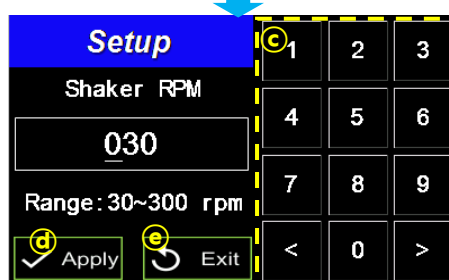 Setup
Shaker RPM
030
Range:30~300 rpm
ⓓ Apply
ⓔ Exit
ⓒ
1 2 3
4 5 6
7 8 9
< 0 >